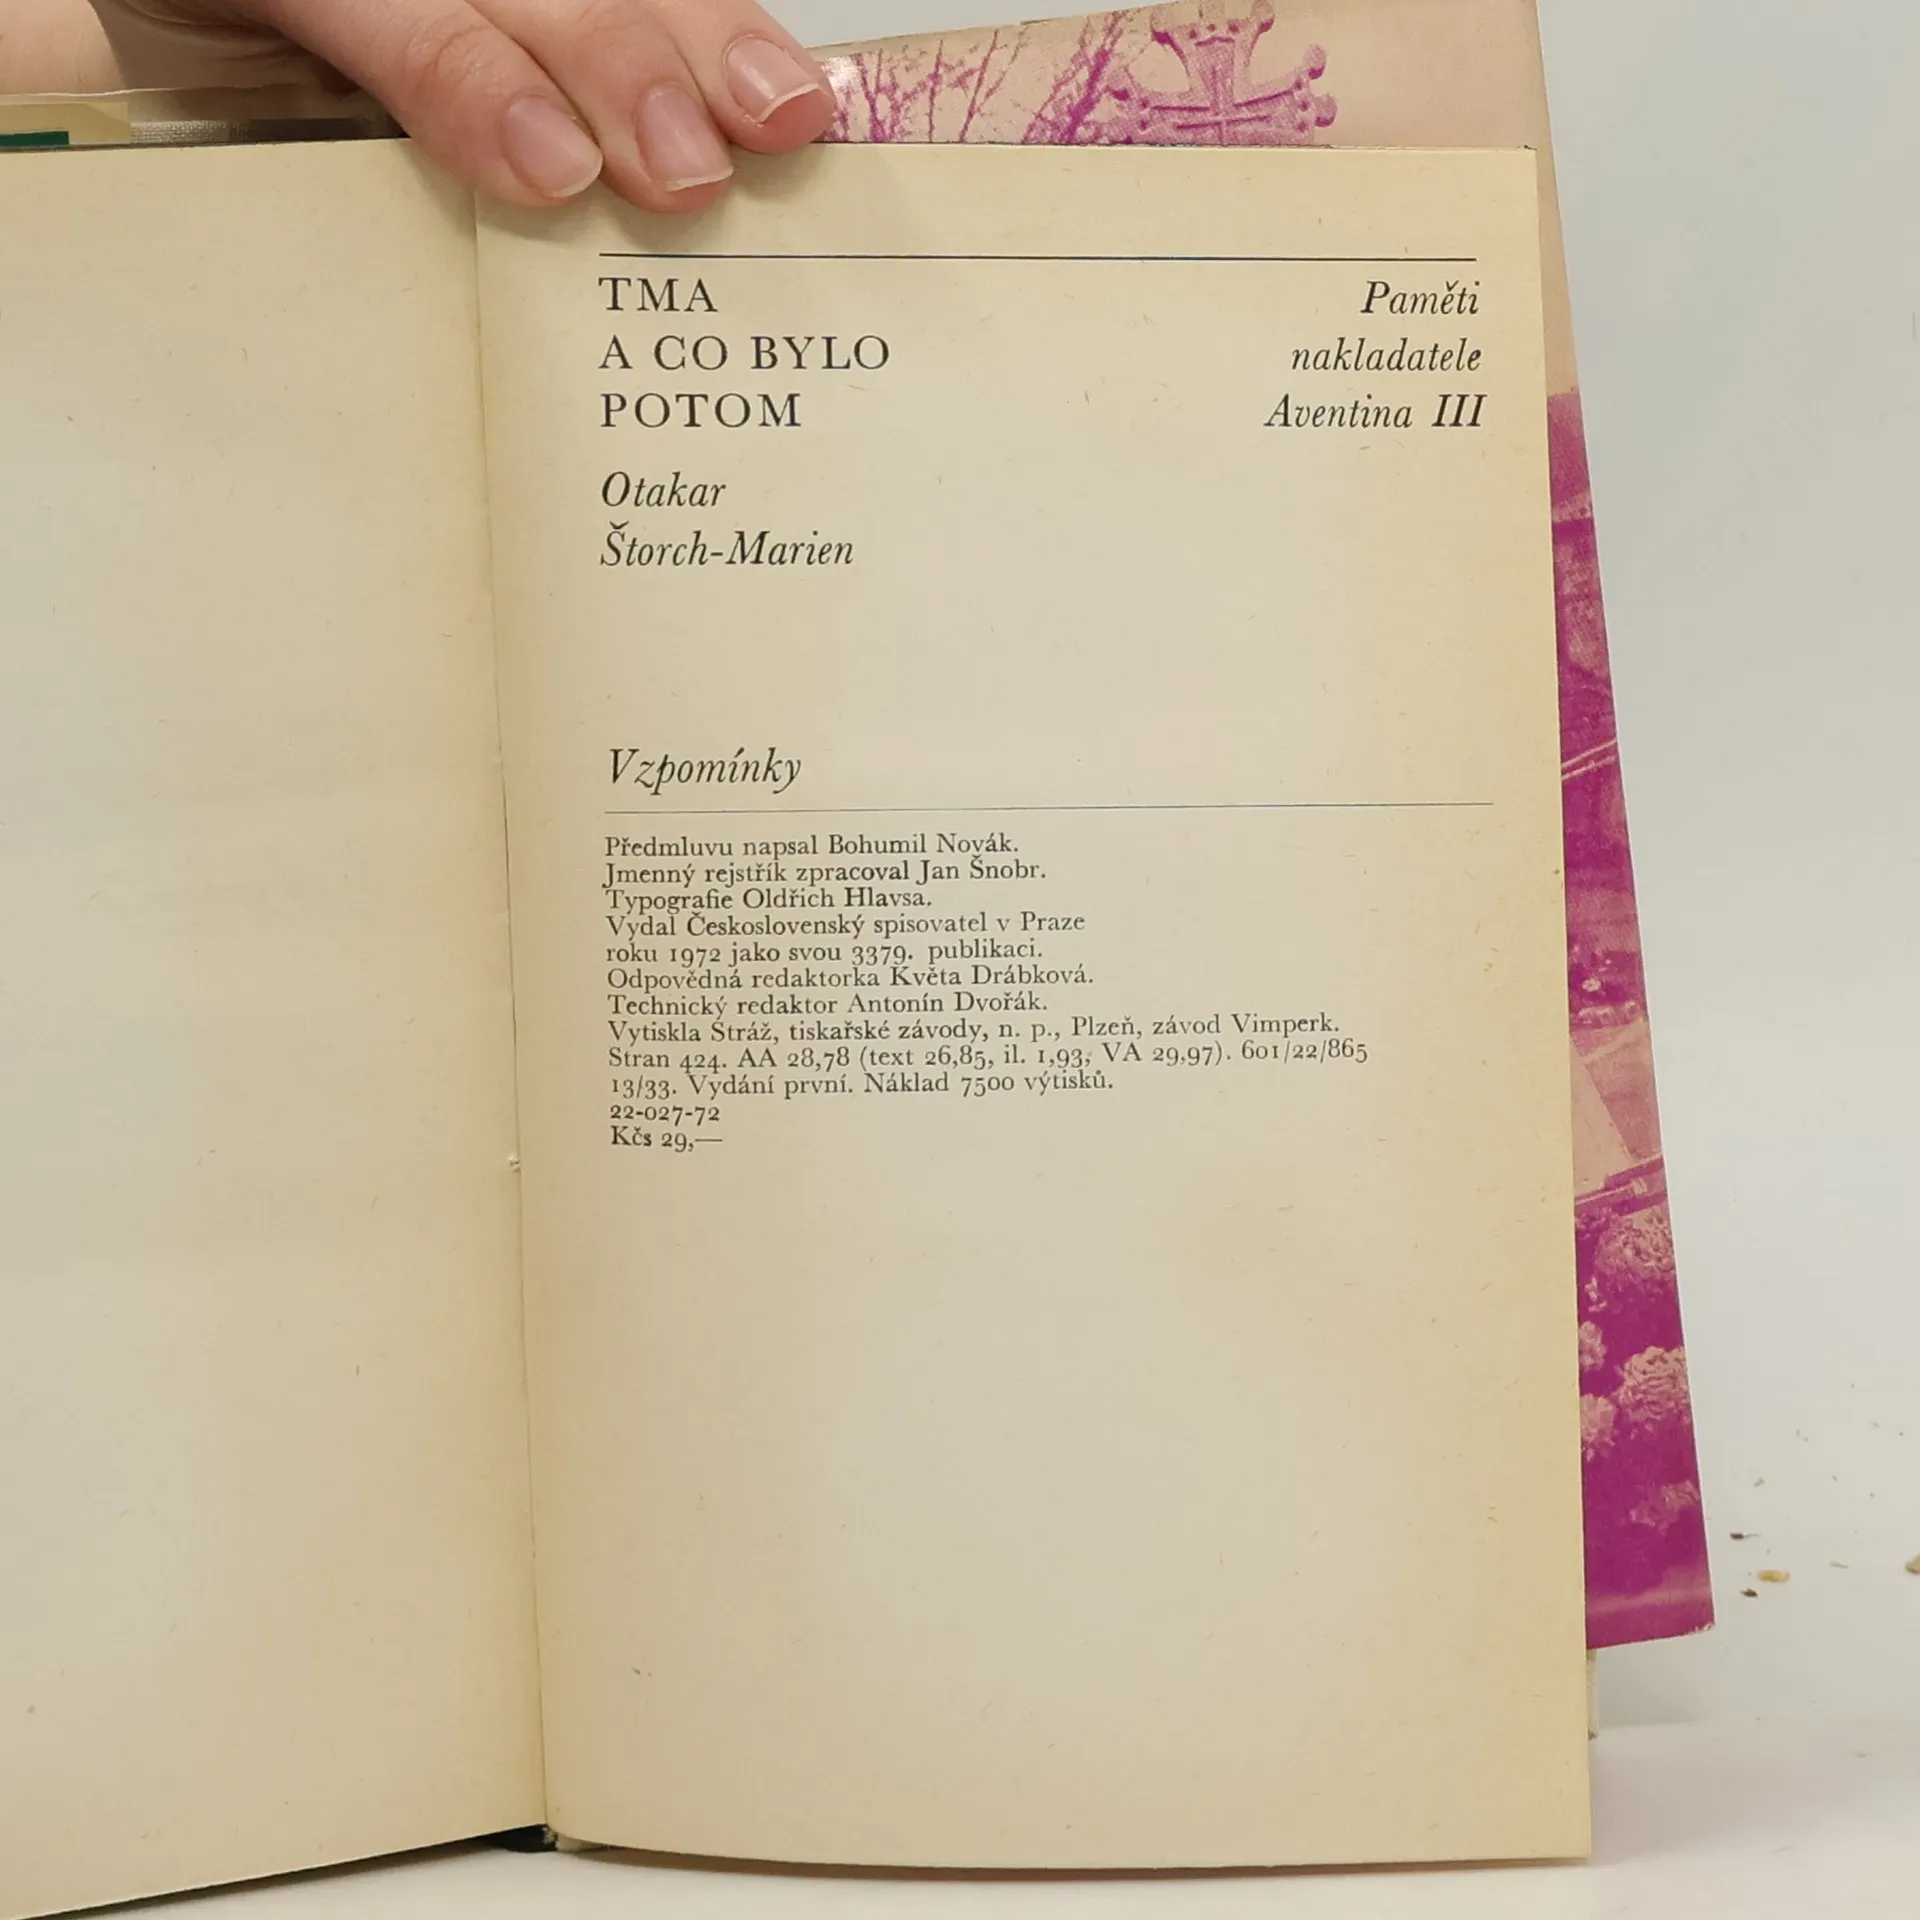 TMA
A CO BYLO
POTOM
Paměti
nakladatele
Aventina III
Otakar
Štorch-Marien
Vzpomínky
Předmluvu napsal Bohumil Novák.
Jmenný rejstřík zpracoval Jan Šnobr.
Typografie Oldřich Hlavsa.
Vydal Československý spisovatel v Praze
roku 1972 jako svou 3379. publikaci.
Odpovědná redaktorka Květa Drábková.
Technický redaktor Antonín Dvořák.
Vytiskla Stráž, tiskařské závody, n. p., Plzeň, závod Vimperk.
Stran 424. AA 28,78 (text 26,85, il. 1,93, VA 29,97). 601/22/865
13/33. Vydání první. Náklad 7500 výtisků.
22-027-72
Kčs 29,—